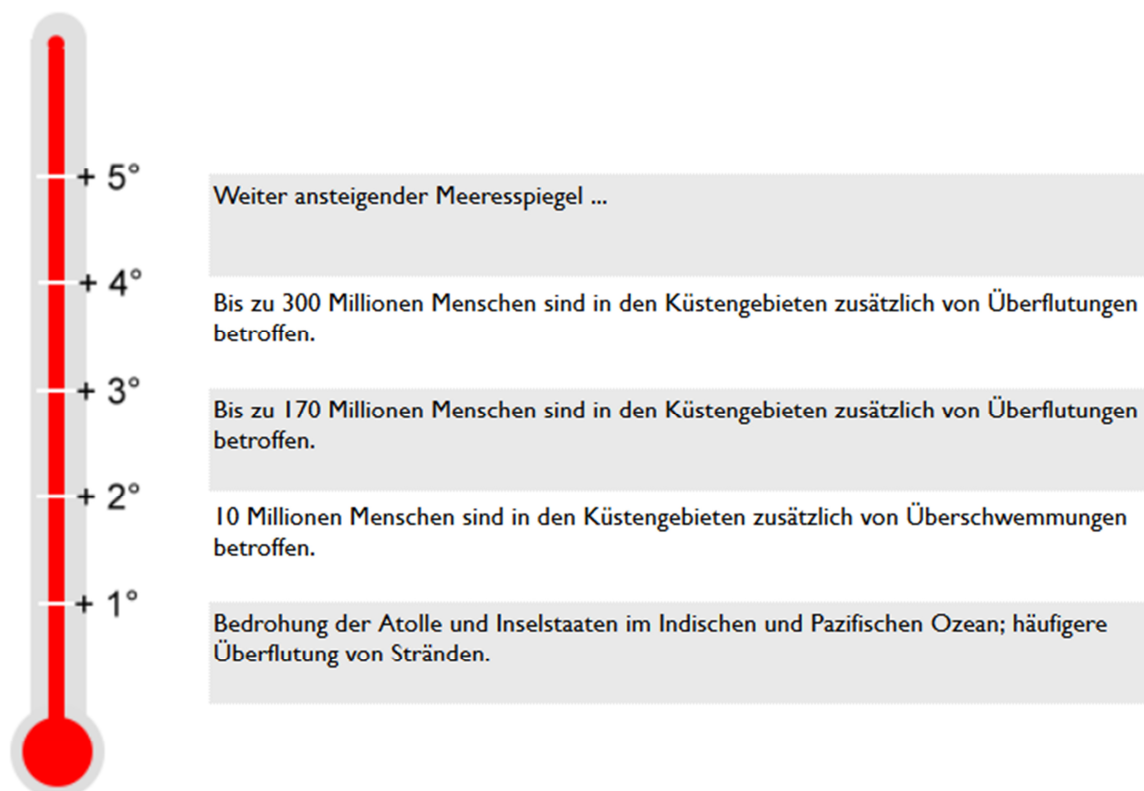 + 5°
Weiter ansteigender Meeresspiegel ...
+ 4°
Bis zu 300 Millionen Menschen sind in den Küstengebieten zusätzlich von Überflutungen
betroffen.
+ 3°
Bis zu 170 Millionen Menschen sind in den Küstengebieten zusätzlich von Überflutungen
betroffen.
+ 2°
10 Millionen Menschen sind in den Küstengebieten zusätzlich von Überschwemmungen
betroffen.
+ 1°
Bedrohung der Atolle und Inselstaaten im Indischen und Pazifischen Ozean; häufigere
Überflutung von Stränden.